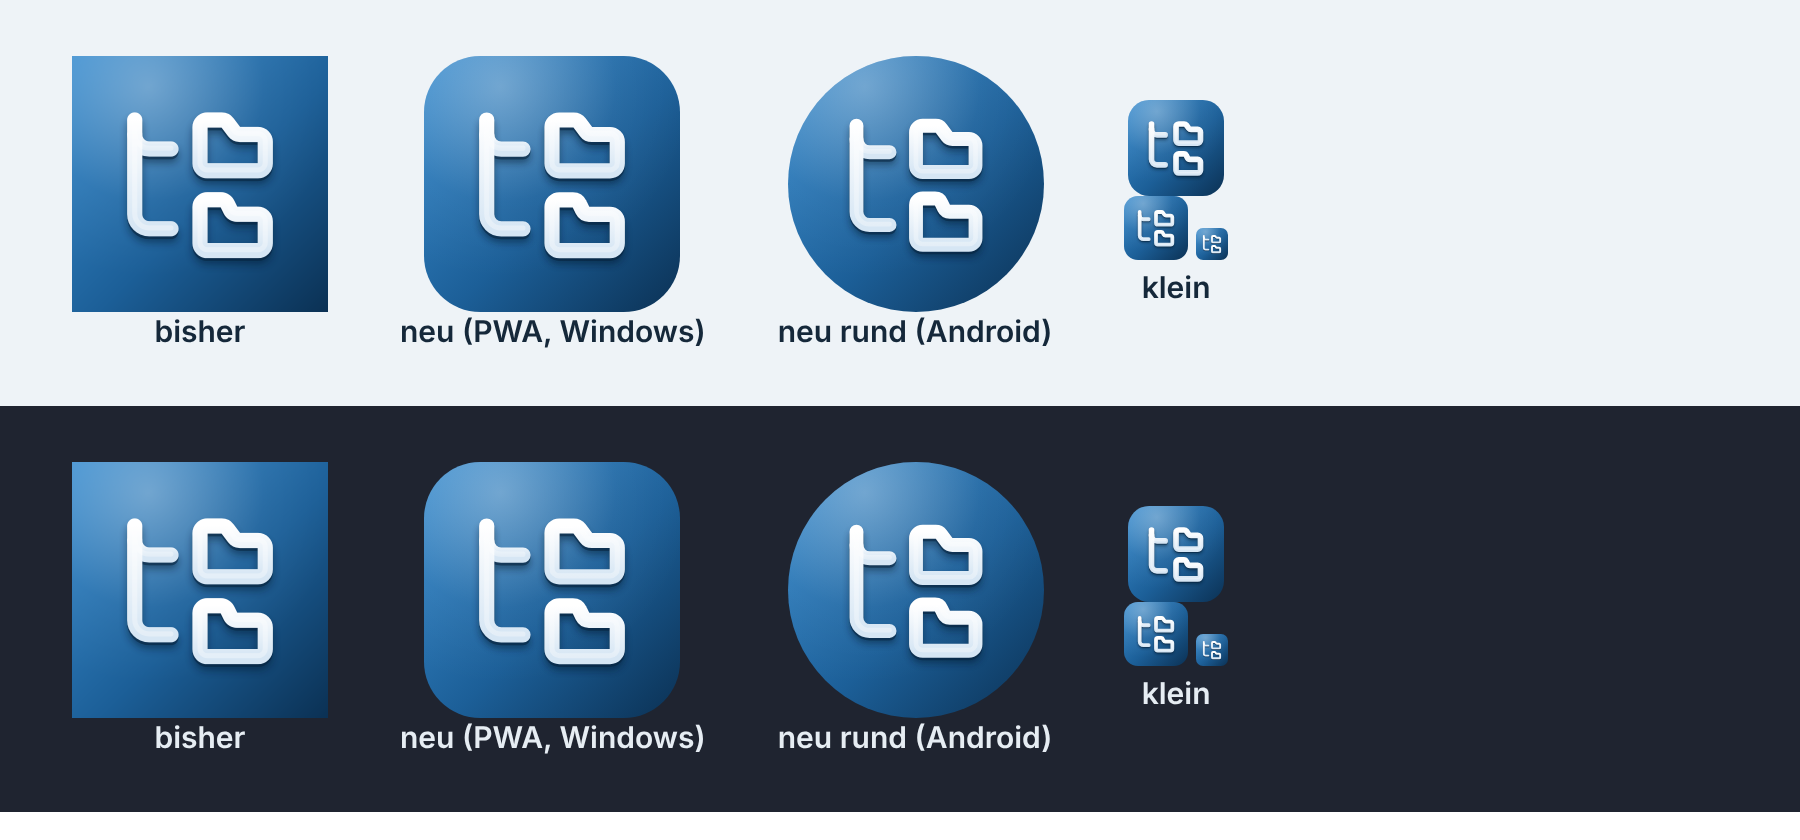 bisher
neu (PWA, Windows)
neu rund (Android)
klein
bisher
neu (PWA, Windows)
neu rund (Android)
klein